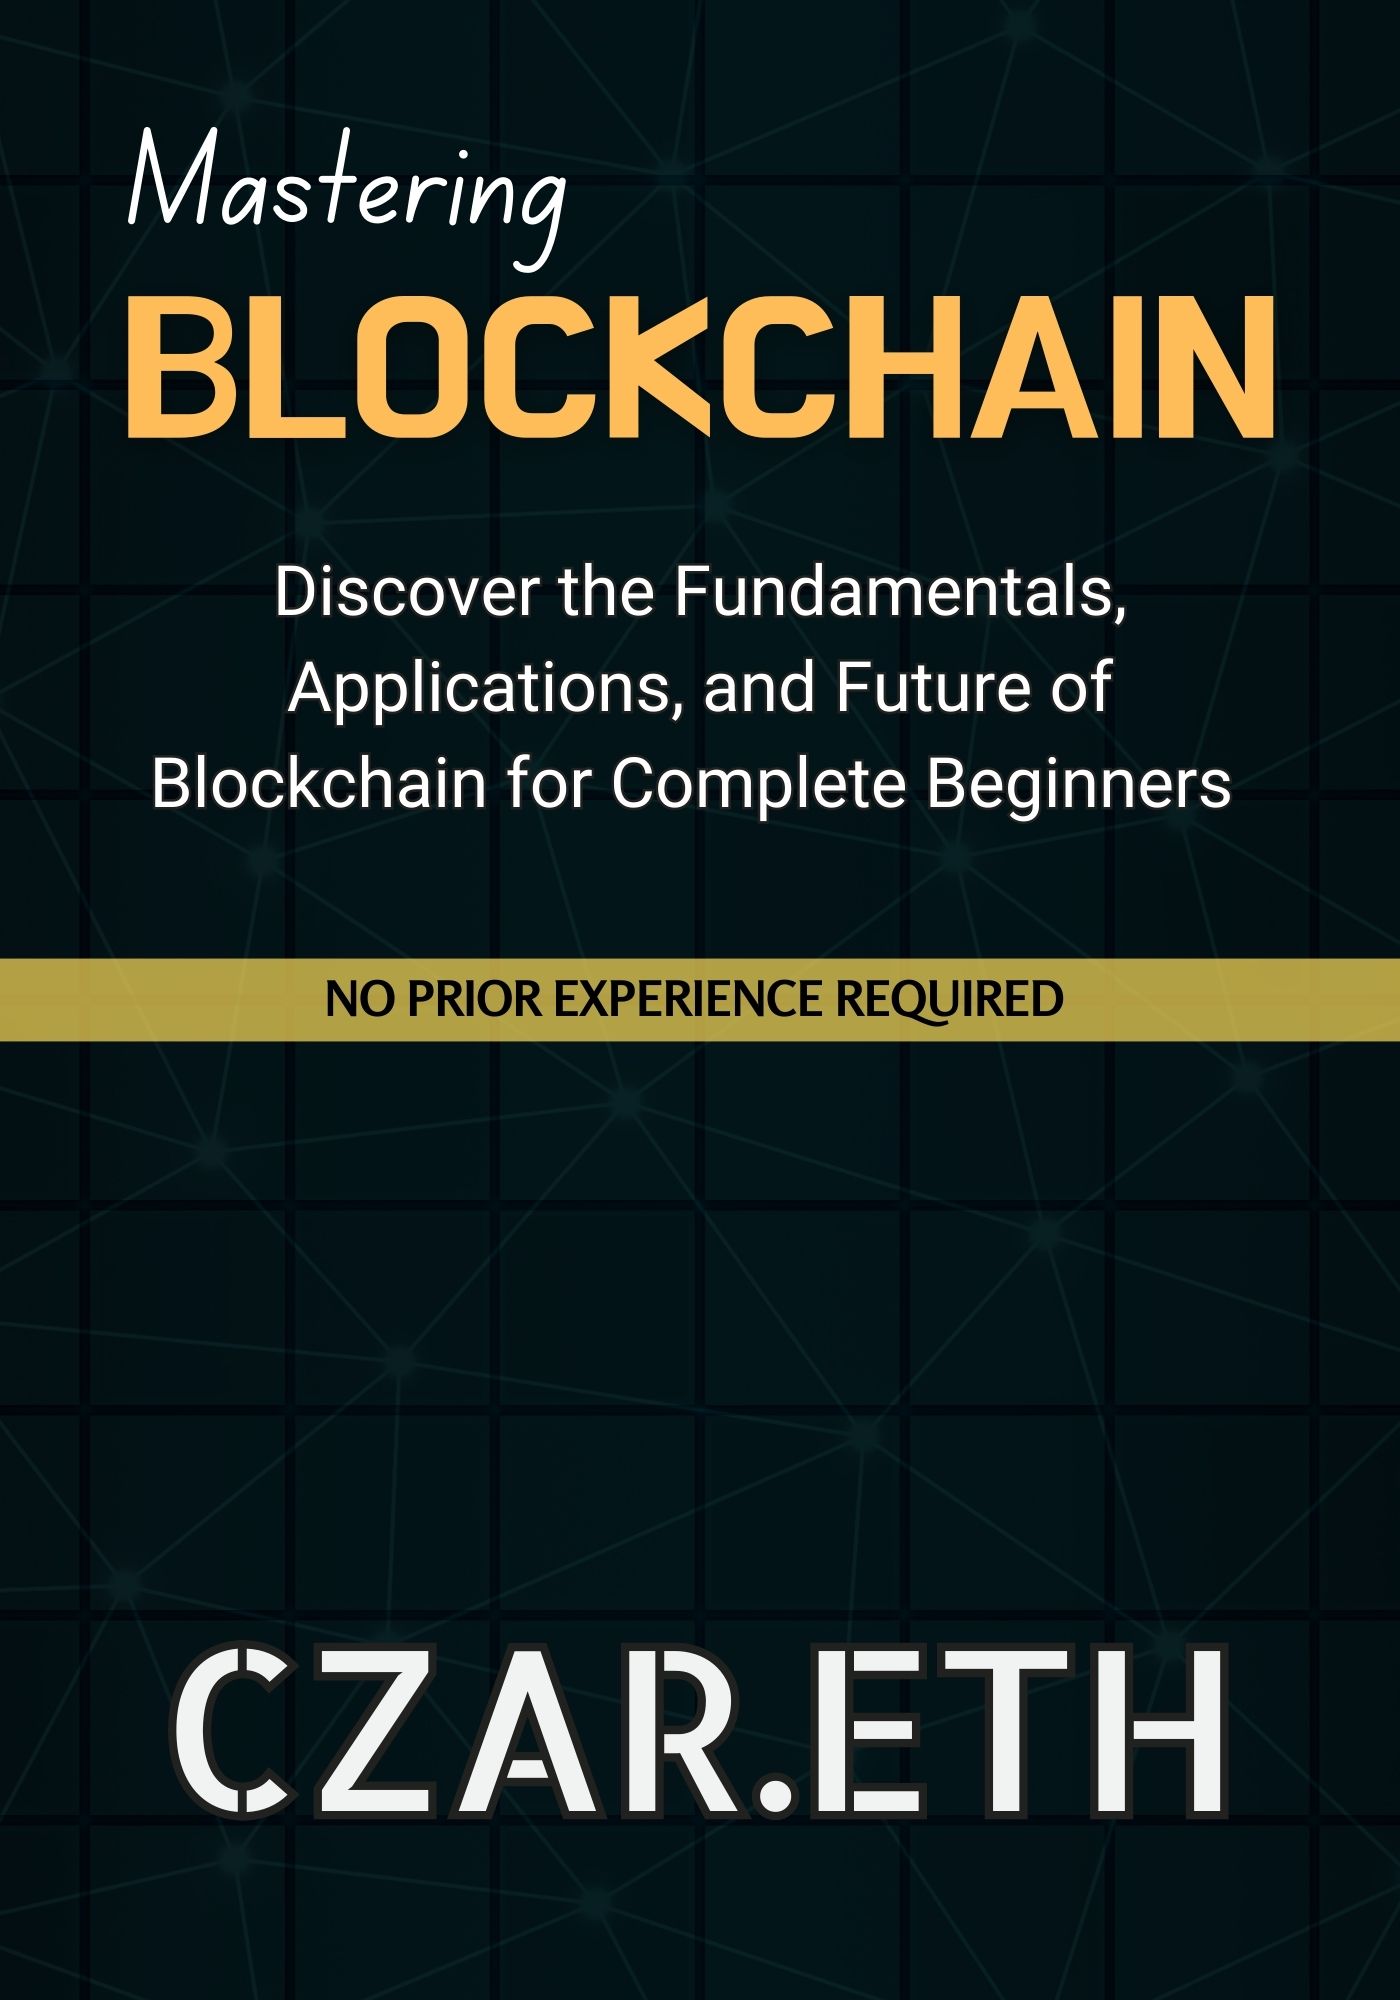 Mastering
BLOCKCHAIN
Discover the Fundamentals,
Applications, and Future of
Blockchain for Complete Beginners
NO PRIOR EXPERIENCE REQUIRED
CZAR.ETH